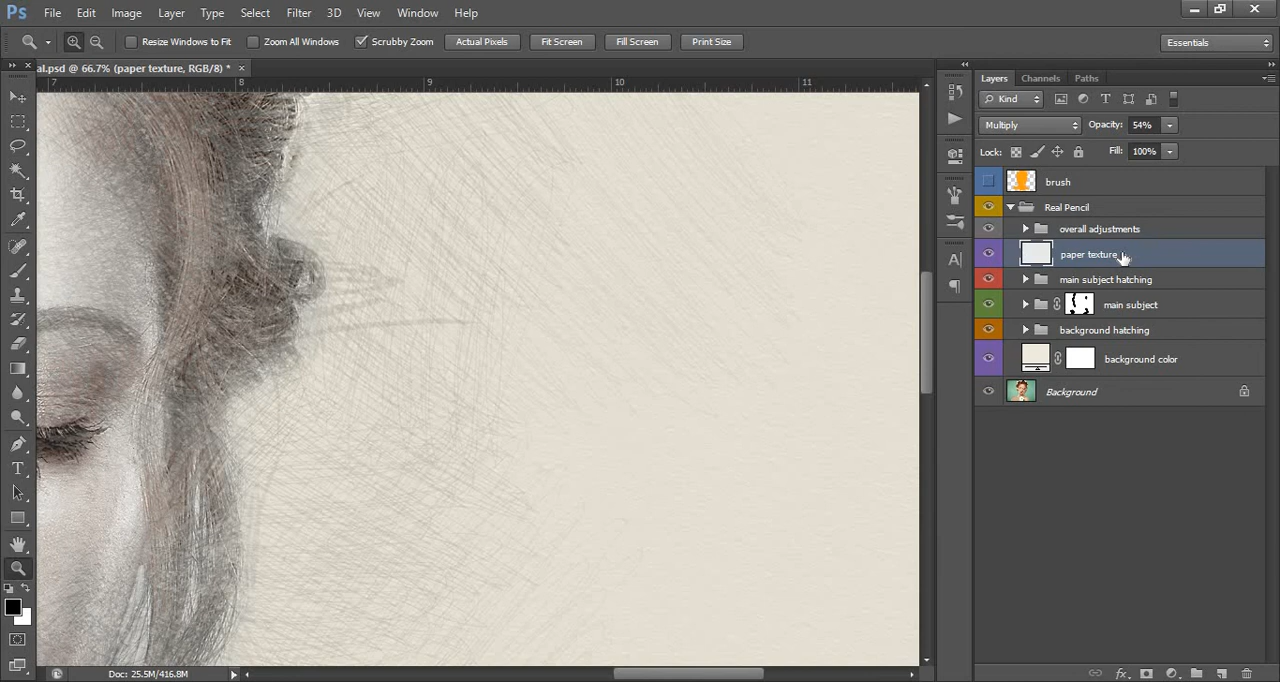 Ps File Edit Image Layer Type Select Filter 3D View Window Help
Resize Windows to Fit Zoom All Windows Scrubby Zoom Actual Pixels Fit Screen Fill Screen Print Size Essentials
al.psd @ 66.7% (paper texture, RGB/8) * ×
7 8 9 10 11
Layers Channels Paths
Kind
Multiply Opacity: 54%
Lock: Fill: 100%
brush
Real Pencil
overall adjustments
paper texture
main subject hatching
main subject
background hatching
background color
Background
Doc: 25.5M/416.8M